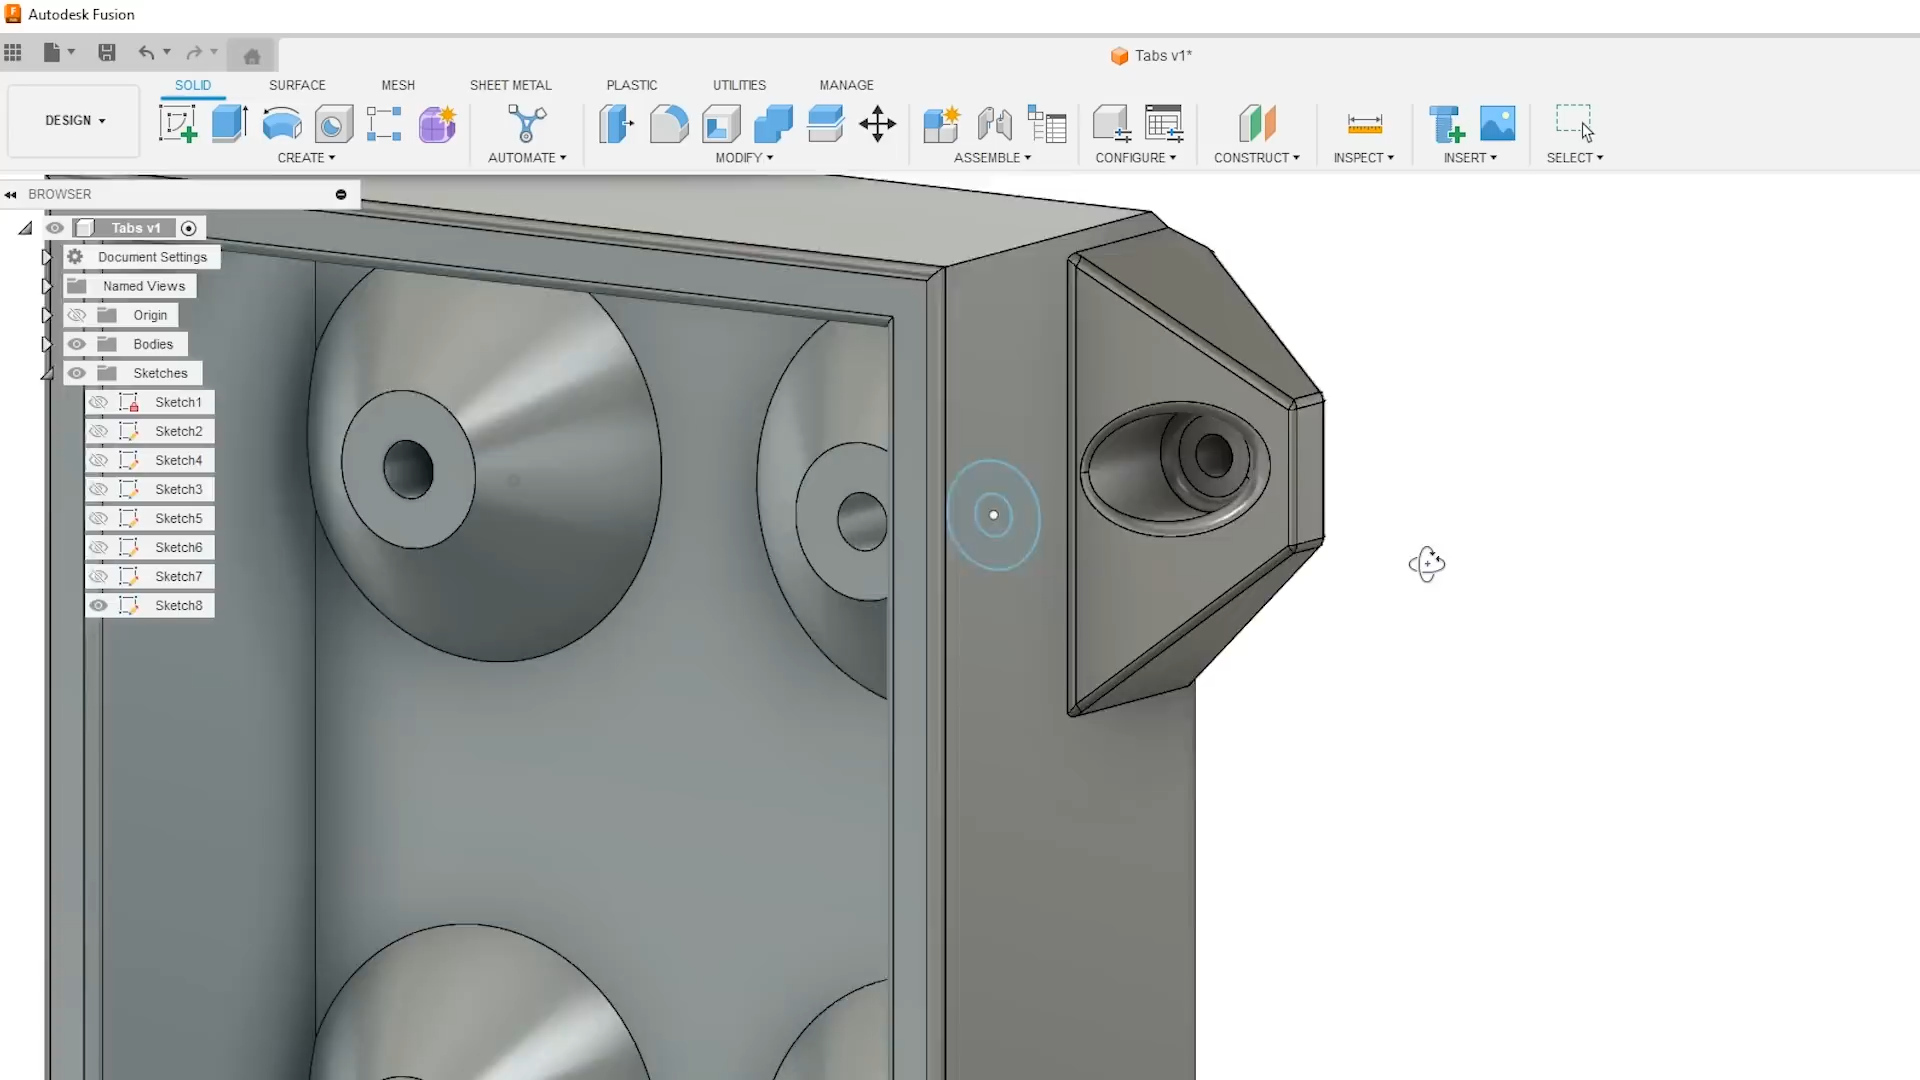 Autodesk Fusion
Tabs v1*
SOLID SURFACE MESH SHEET METAL PLASTIC UTILITIES MANAGE
DESIGN
CREATE AUTOMATE MODIFY ASSEMBLE CONFIGURE CONSTRUCT INSPECT INSERT SELECT
BROWSER
Tabs v1
Document Settings
Named Views
Origin
Bodies
Sketches
Sketch1
Sketch2
Sketch4
Sketch3
Sketch5
Sketch6
Sketch7
Sketch8